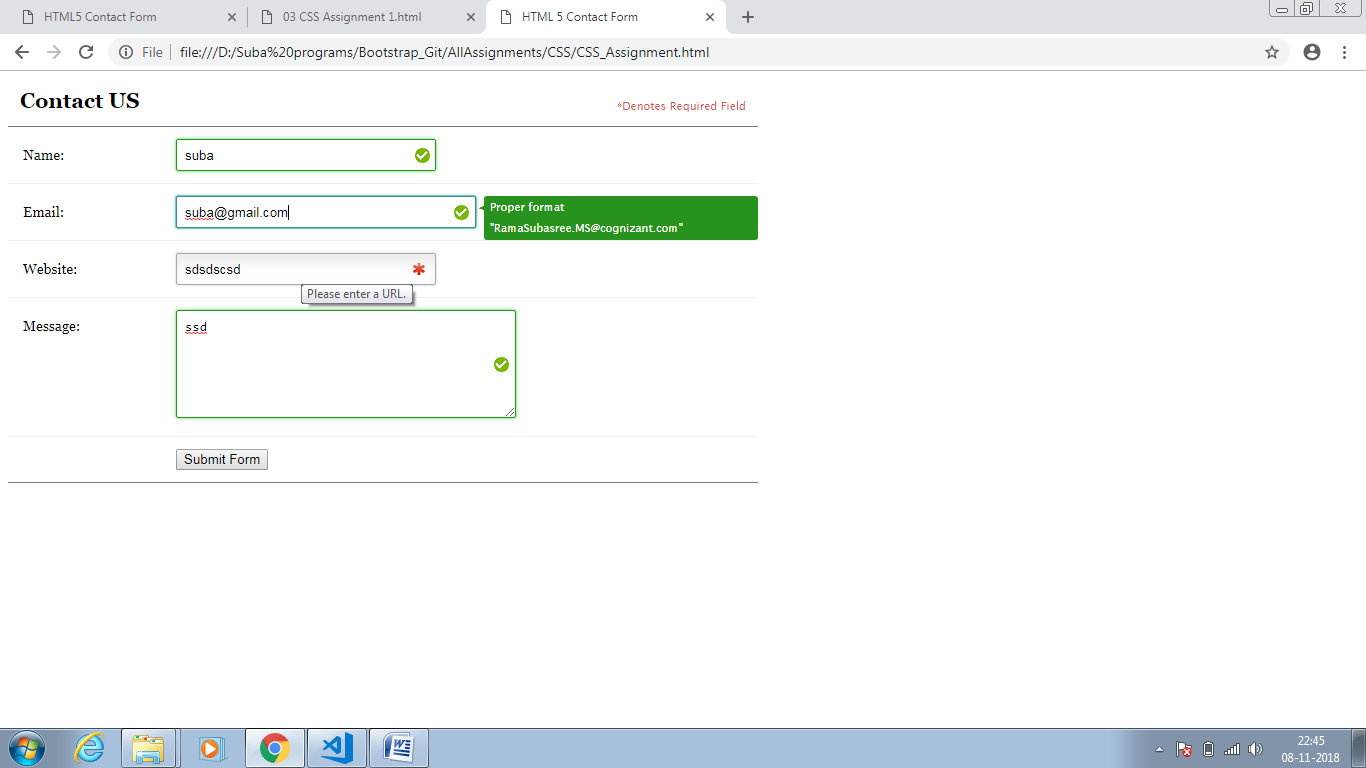 HTML5 Contact Form
03 CSS Assignment 1.html
HTML 5 Contact Form
File
file:///D:/Suba%20programs/Bootstrap_Git/AllAssignments/CSS/CSS_Assignment.html
Contact US
*Denotes Required Field
Name:
suba
Email:
suba@gmail.com
Proper format
"RamaSubasree.MS@cognizant.com"
Website:
sdsdscsd
Please enter a URL.
Message:
ssd
Submit Form
22:45
08-11-2018